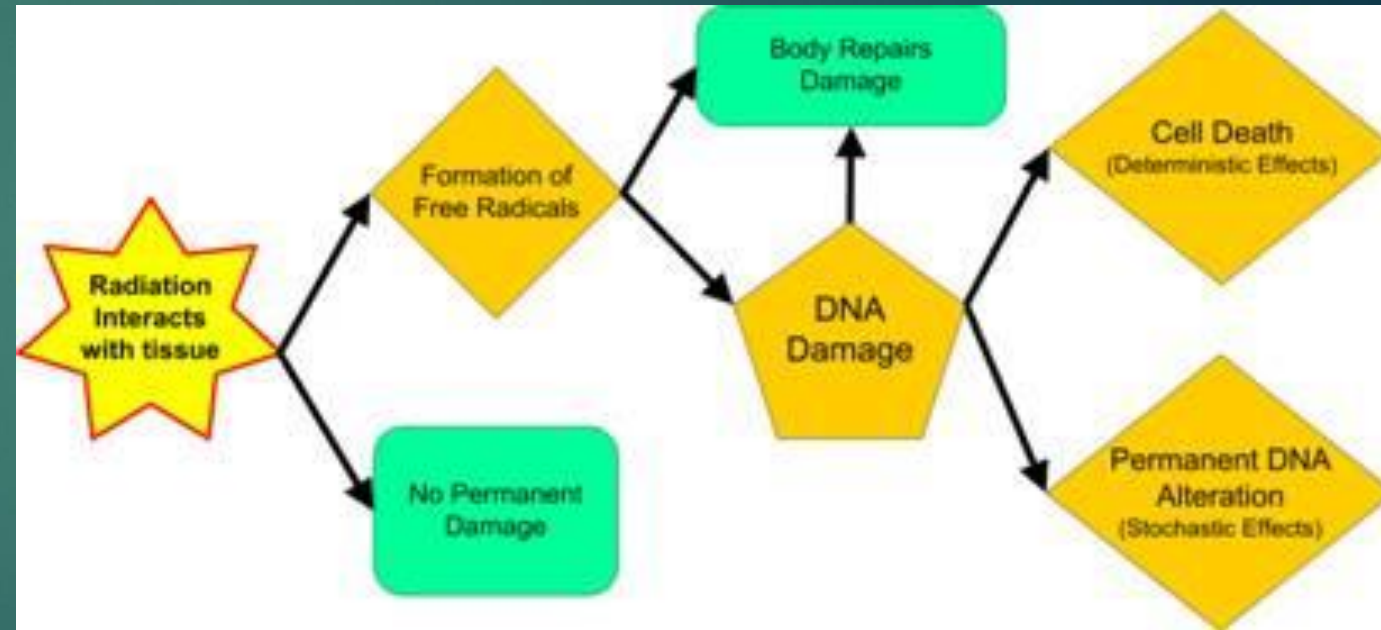 Radiation
Interacts
with tissue
Formation of
Free Radicals
No Permanent
Damage
Body Repairs
Damage
DNA
Damage
Cell Death
(Deterministic Effects)
Permanent DNA
Alteration
(Stochastic Effects)